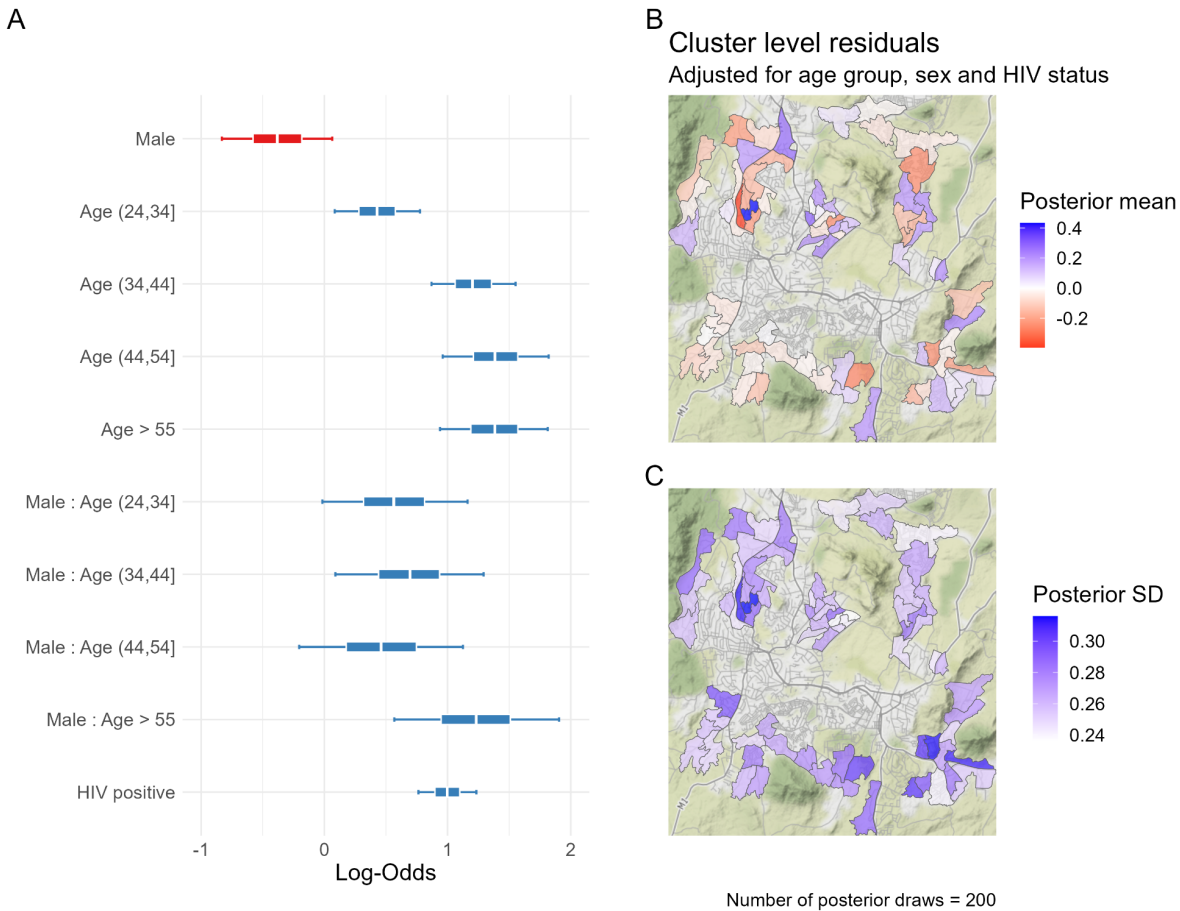 A
Male
Age (24,34]
Age (34,44]
Age (44,54]
Age > 55
Male : Age (24,34]
Male : Age (34,44]
Male : Age (44,54]
Male : Age > 55
HIV positive
-1 0 1 2
Log-Odds
B
Cluster level residuals
Adjusted for age group, sex and HIV status
M1
Posterior mean
0.4
0.2
0.0
-0.2
C
M1
Posterior SD
0.30
0.28
0.26
0.24
Number of posterior draws = 200